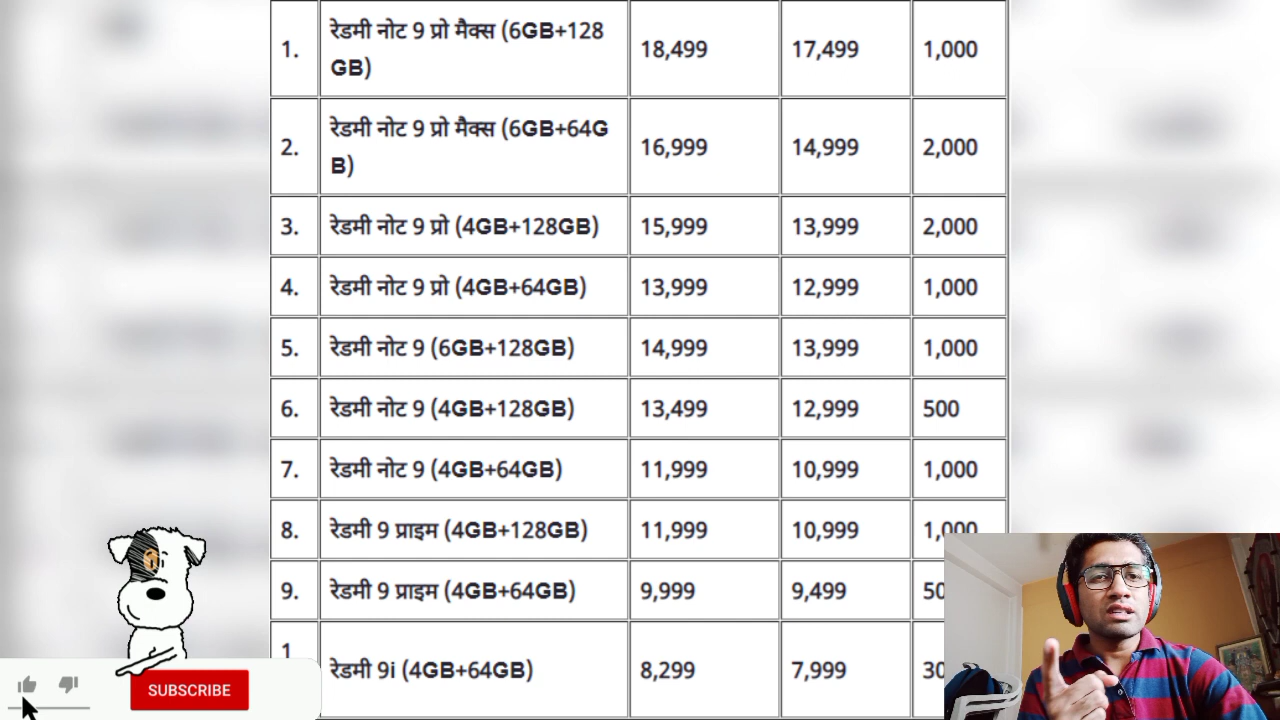 1. रेडमी नोट 9 प्रो मैक्स (6GB+128 18,499 17,499 1,000
GB)
2. रेडमी नोट 9 प्रो मैक्स (6GB+64G 16,999 14,999 2,000
B)
3. रेडमी नोट 9 प्रो (4GB+128GB) 15,999 13,999 2,000
4. रेडमी नोट 9 प्रो (4GB+64GB) 13,999 12,999 1,000
5. रेडमी नोट 9 (6GB+128GB) 14,999 13,999 1,000
6. रेडमी नोट 9 (4GB+128GB) 13,499 12,999 500
7. रेडमी नोट 9 (4GB+64GB) 11,999 10,999 1,000
8. रेडमी 9 प्राइम (4GB+128GB) 11,999 10,999 1,000
9. रेडमी 9 प्राइम (4GB+64GB) 9,999 9,499 50
1 रेडमी 9i (4GB+64GB) 8,299 7,999 30
SUBSCRIBE